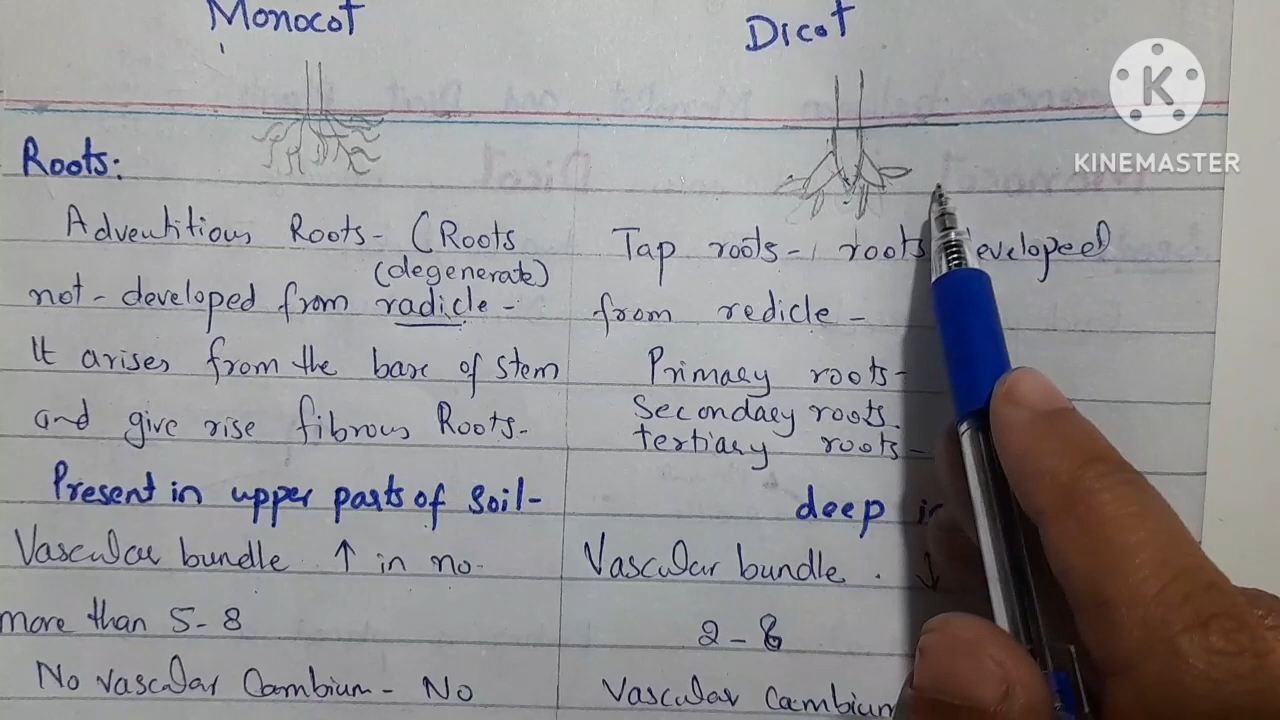 Monocot
Dicot
K
KINEMASTER
Roots:
Adventitious Roots- (Roots
(degenerate)
not-developed from radicle-
It arises from the base of stem
and give rise fibrous Roots-
Present in upper parts of soil-
Vascular bundle ↑ in no-
more than 5-8
No vascular Cambium- No
Tap roots- roots developed
from redicle-
Primary roots-
Secondary roots
tertiary roots-
deep
Vascular bundle. ↓
2-6
Vascular Cambium